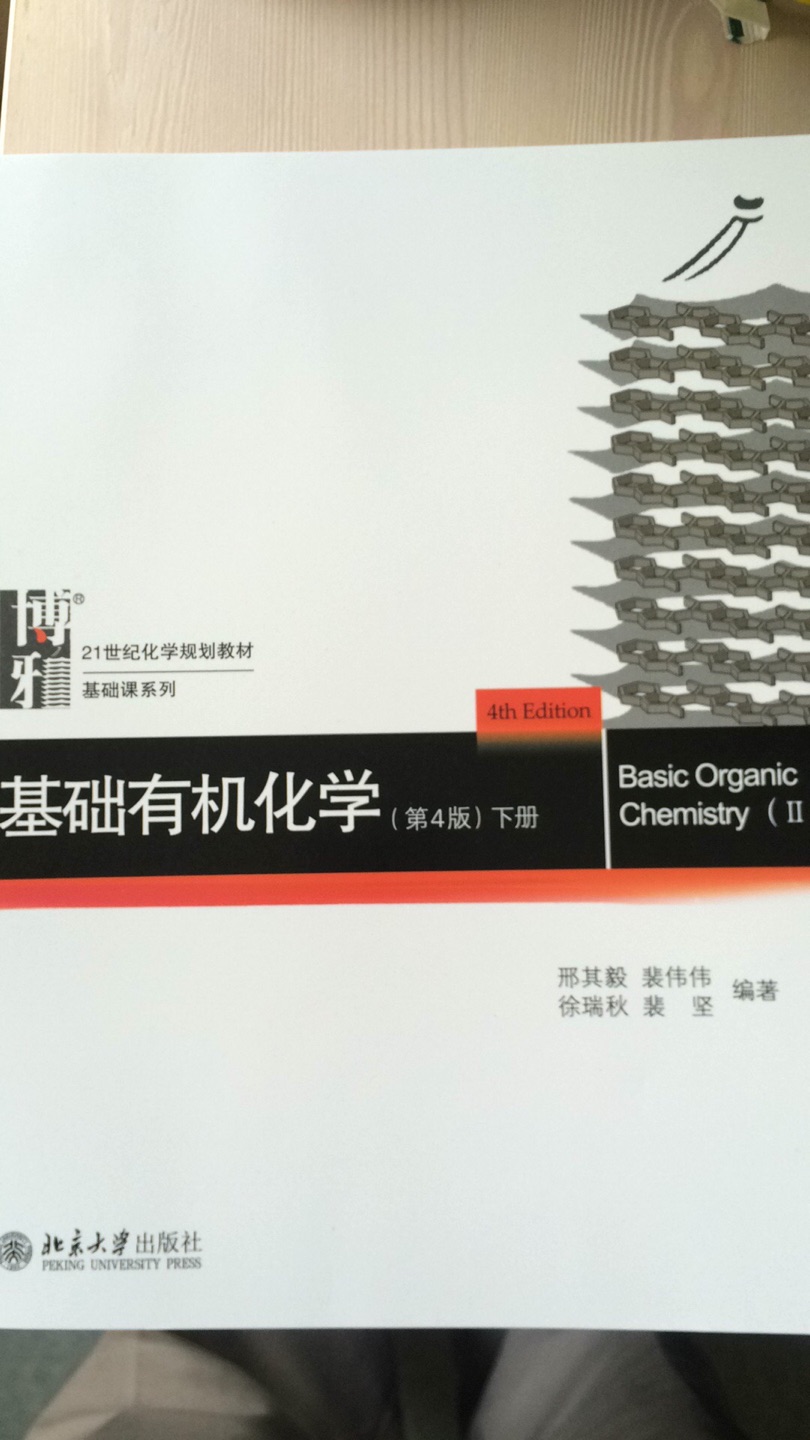 博雅®
21世纪化学规划教材
基础课系列
4th Edition
基础有机化学（第4版）下册
Basic Organic
Chemistry （II
邢其毅 裴伟伟
徐瑞秋 裴 坚 编著
北京大学出版社
PEKING UNIVERSITY PRESS